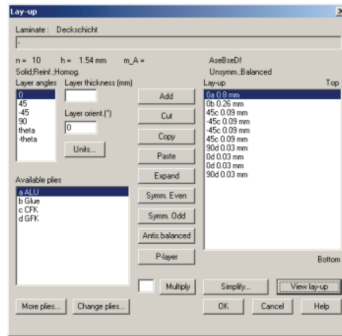 Lay-up
Laminate : Deckschicht
-
n = 10 h = 1.54 mm m_A =
AseBseDf
Solid;Reinf.;Homog.
Unsymm.;Balanced
Layer angles
Layer thickness (mm)
Lay-up
Top
0
45
-45
90
theta
-theta
Layer orient.(°)
0
Units...
Add
Cut
Copy
Paste
Expand
Symm. Even
Symm. Odd
Antis.balanced
P-layer
0a 0.8 mm
0b 0.26 mm
45c 0.09 mm
-45c 0.09 mm
-45c 0.09 mm
45c 0.09 mm
90d 0.03 mm
0d 0.03 mm
0d 0.03 mm
90d 0.03 mm
Available plies
a ALU
b Glue
c CFK
d GFK
Bottom
Multiply
Simplify...
View lay-up
More plies...
Change plies...
OK
Cancel
Help